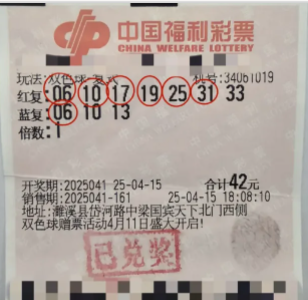 中国福利彩票
CHINA WELFARE LOTTERY
玩法:双色球-复式 机号:34061019
红复:06 10 17 19 25 31 33
蓝复:06 10 13
倍数:1
开奖期:2025041 25-04-15 合计42元
销售期:2025041-161 25-04-15 18:08:10
地址:濉溪县岱河路中梁国宾天下北门西侧
双色球赠票活动4月11日盛大开启!
已兑奖